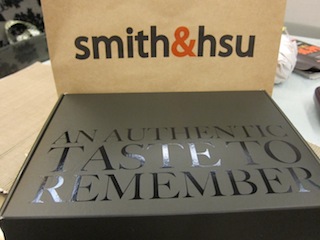 smith&hsu
AN AUTHENTIC
TASTE TO
REMEMBER